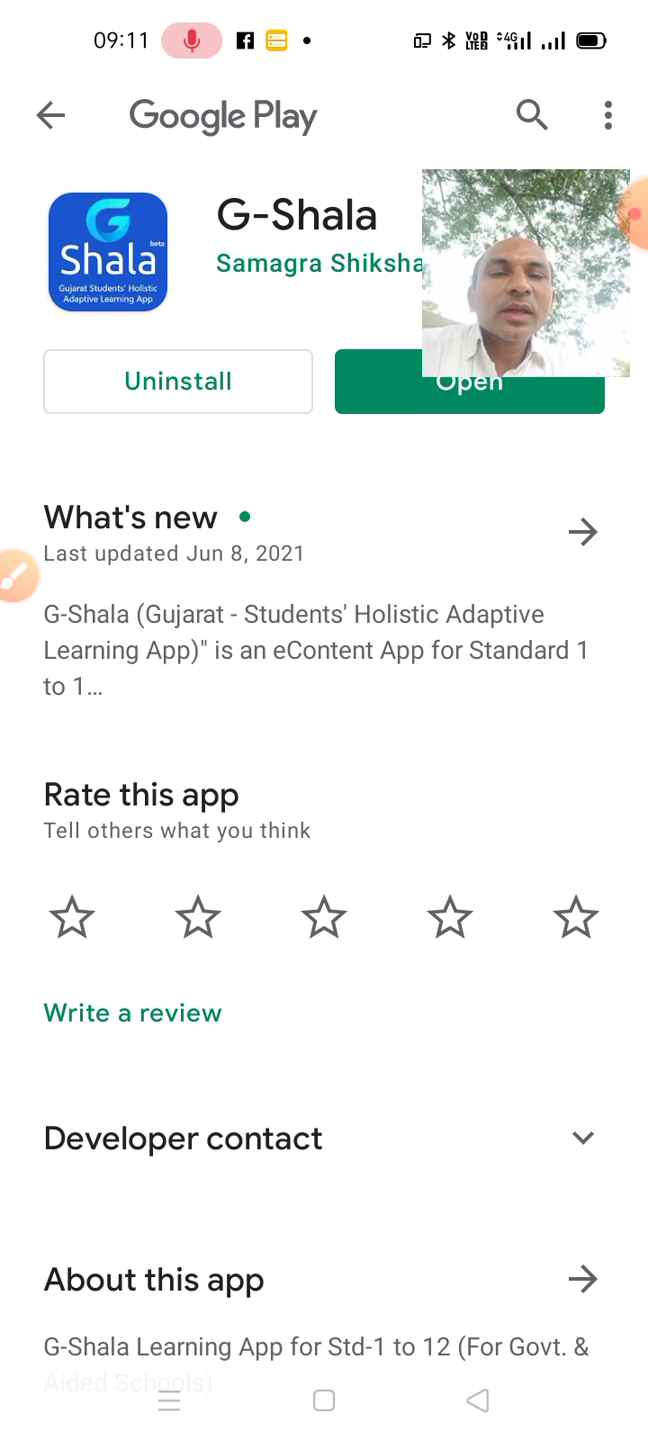 09:11
VoD LTE2 4G
Google Play
G Shala beta
Gujarat Students' Holistic
Adaptive Learning App
G-Shala
Samagra Shiksha
Uninstall
Open
What's new
Last updated Jun 8, 2021
G-Shala (Gujarat - Students' Holistic Adaptive
Learning App)" is an eContent App for Standard 1
to 1...
Rate this app
Tell others what you think
Write a review
Developer contact
About this app
G-Shala Learning App for Std-1 to 12 (For Govt. &
Aided Schools)